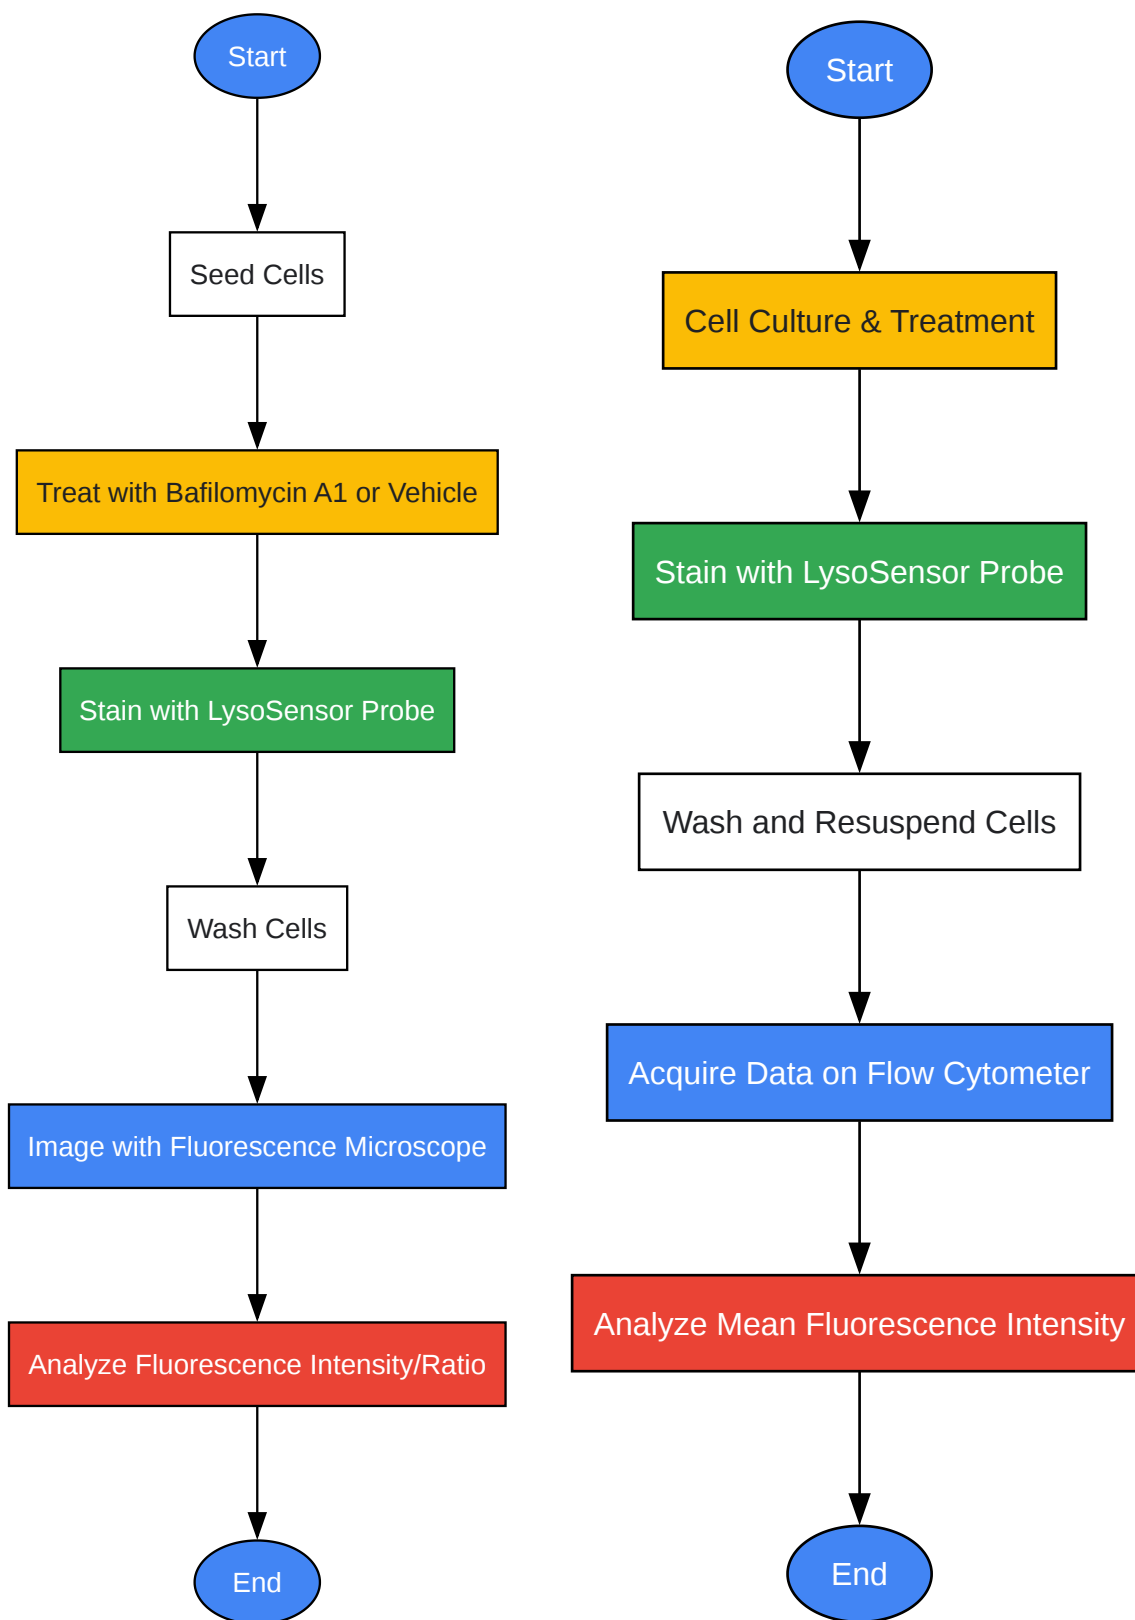 Start
Seed Cells
Treat with Bafilomycin A1 or Vehicle
Stain with LysoSensor Probe
Wash Cells
Image with Fluorescence Microscope
Analyze Fluorescence Intensity/Ratio
End
Start
Cell Culture & Treatment
Stain with LysoSensor Probe
Wash and Resuspend Cells
Acquire Data on Flow Cytometer
Analyze Mean Fluorescence Intensity
End